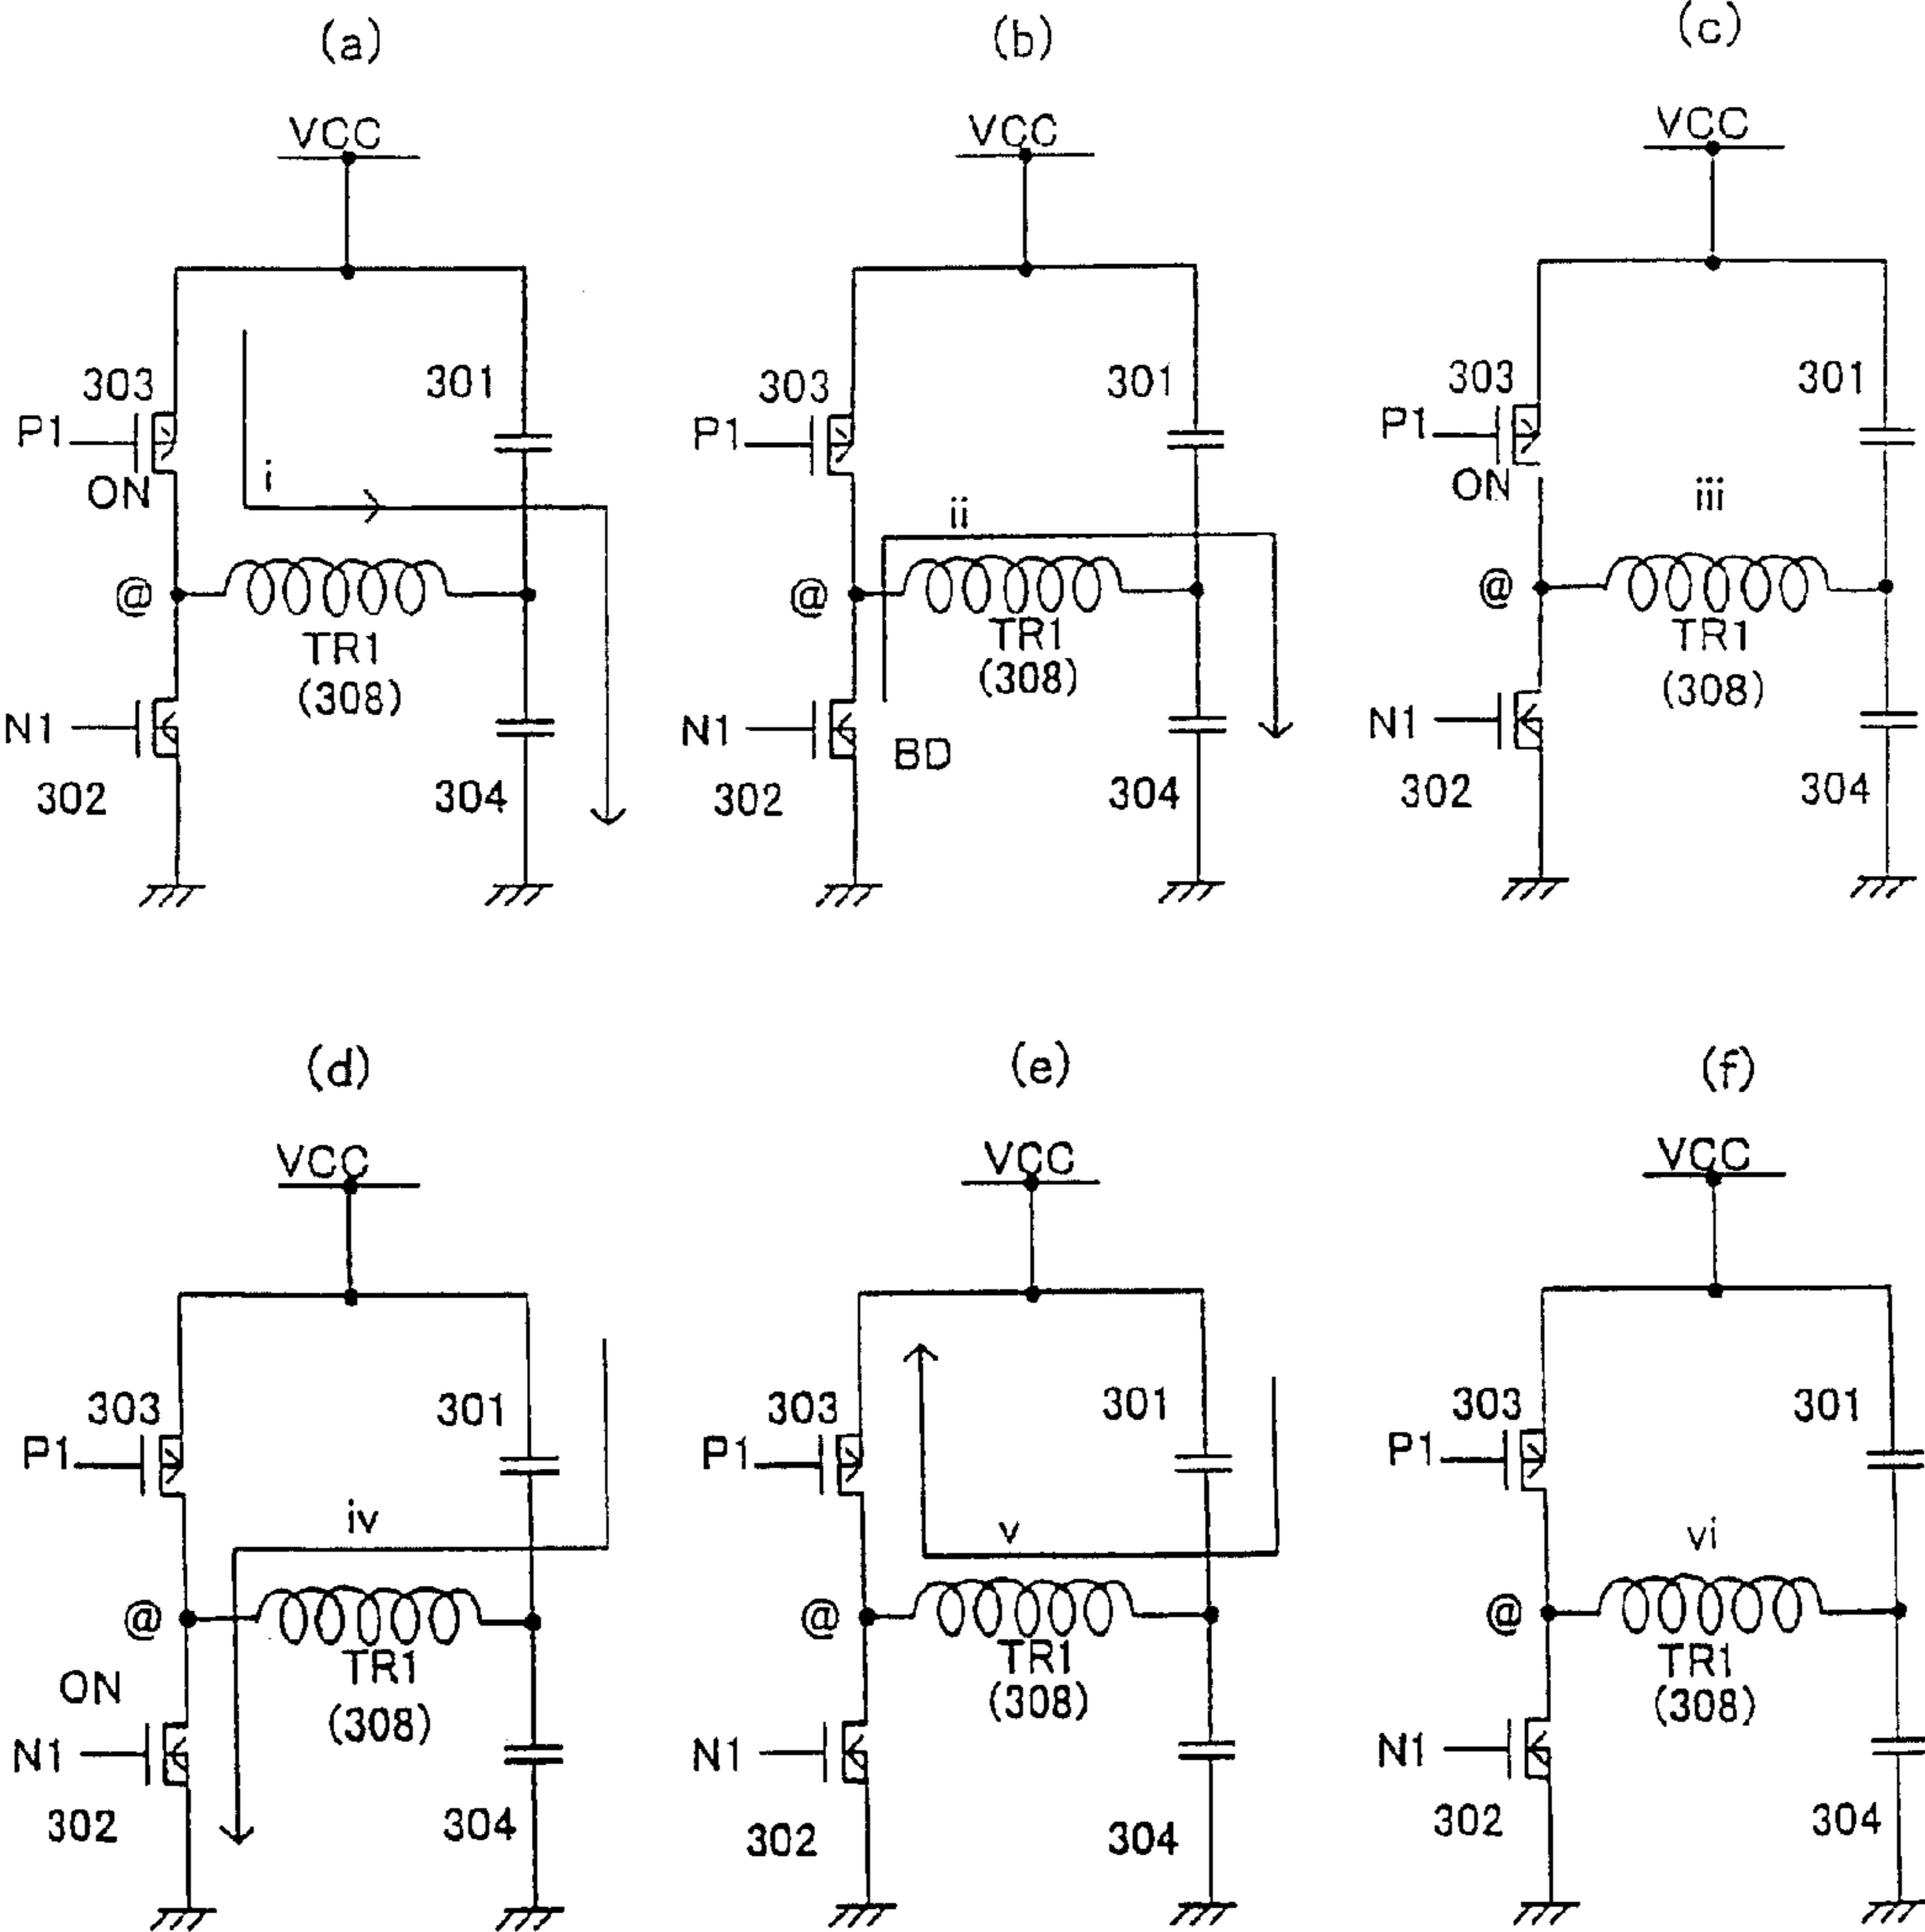 (a)
VCC
303
301
P1
ON
i
@
TR1
(308)
N1
302
304
(b)
VCC
303
301
P1
ii
@
TR1
(308)
N1
BD
302
304
(c)
VCC
303
301
P1
ON
iii
@
TR1
(308)
N1
302
304
(d)
VCC
303
301
P1
iv
@
TR1
ON
(308)
N1
302
304
(e)
VCC
303
301
P1
v
@
TR1
(308)
N1
302
304
(f)
VCC
303
301
P1
vi
@
TR1
(308)
N1
302
304